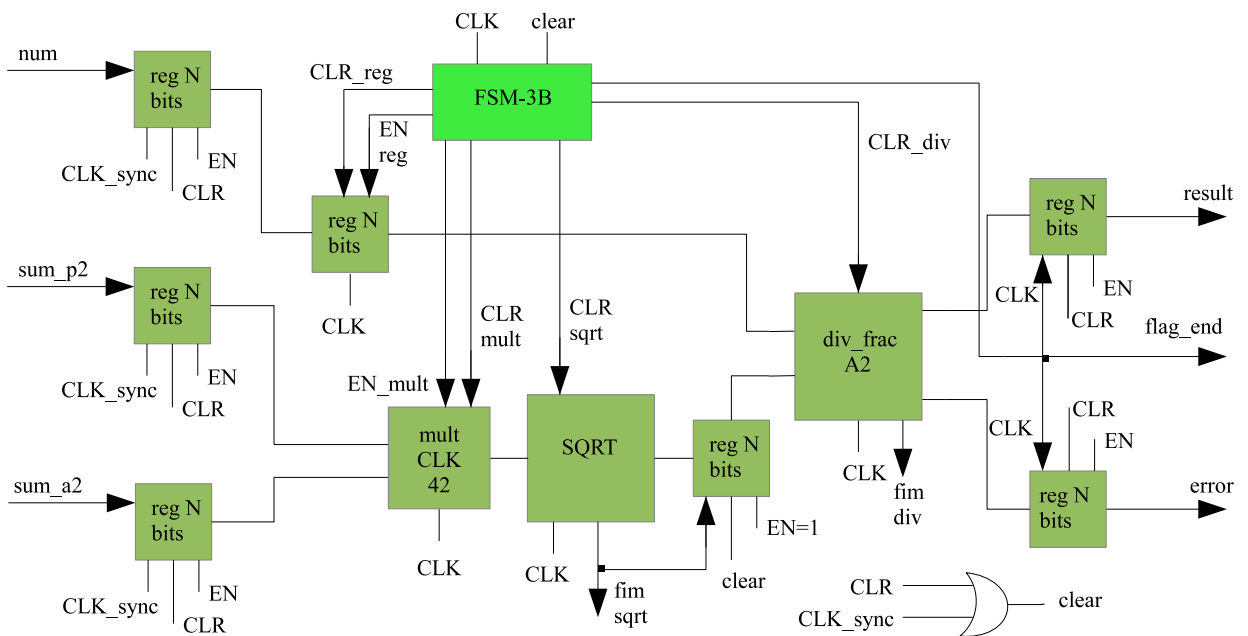 CLK
clear
num
reg N
bits
CLK_sync
CLR
EN
CLR_reg
FSM-3B
EN
reg
CLR_div
reg N
bits
CLK
reg N
bits
result
CLK
CLR
EN
flag_end
sum_p2
reg N
bits
CLK_sync
CLR
EN
CLR
mult
CLR
sqrt
EN_mult
div_frac
A2
CLK
fim
div
mult
CLK
42
CLK
SQRT
CLK
fim
sqrt
reg N
bits
EN=1
clear
sum_a2
reg N
bits
CLK_sync
CLR
EN
CLK
CLR
EN
reg N
bits
error
CLR
CLK_sync
clear